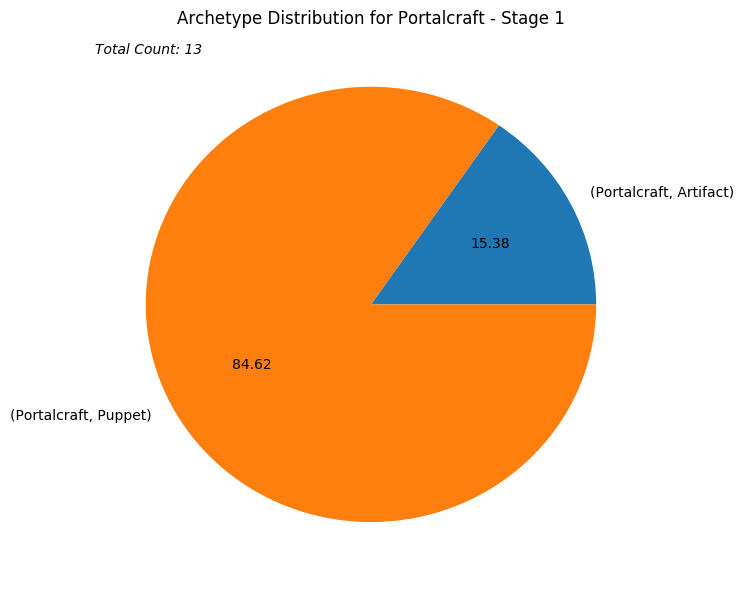 Archetype Distribution for Portalcraft - Stage 1
Total Count: 13
(Portalcraft, Artifact)
15.38
84.62
(Portalcraft, Puppet)